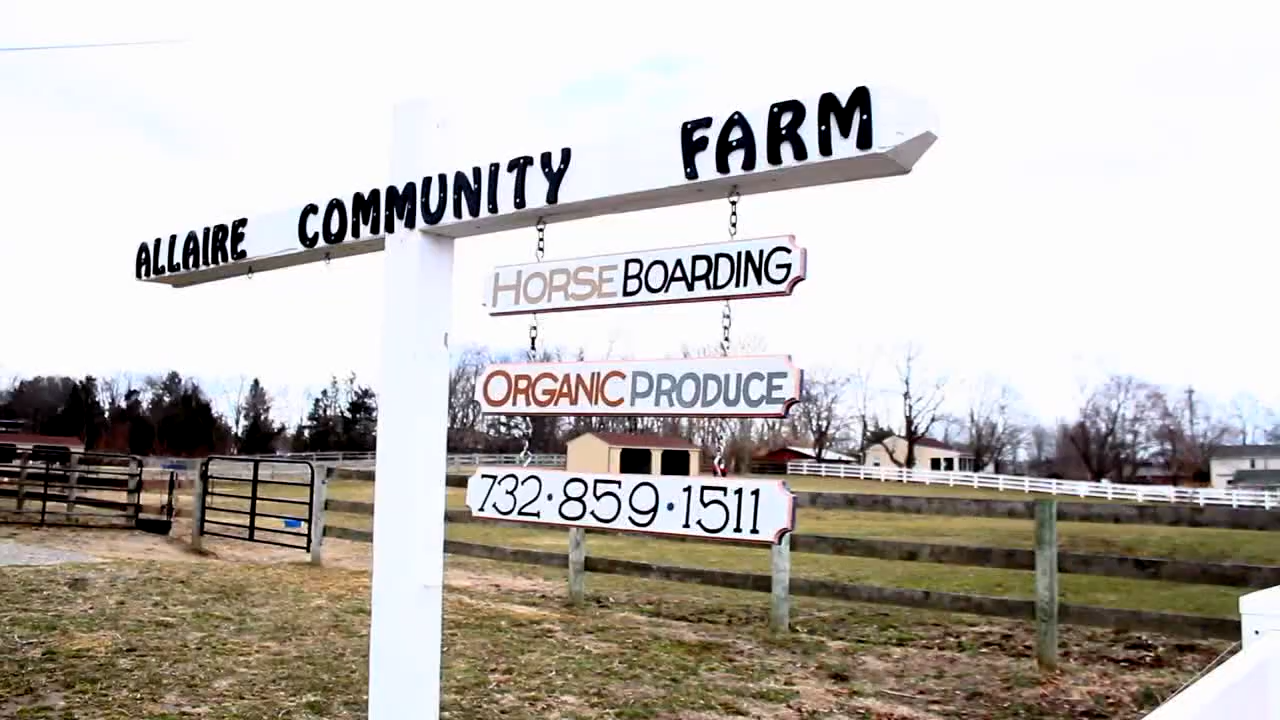 ALLAIRE COMMUNITY FARM
HORSE BOARDING
ORGANIC PRODUCE
732·859·1511